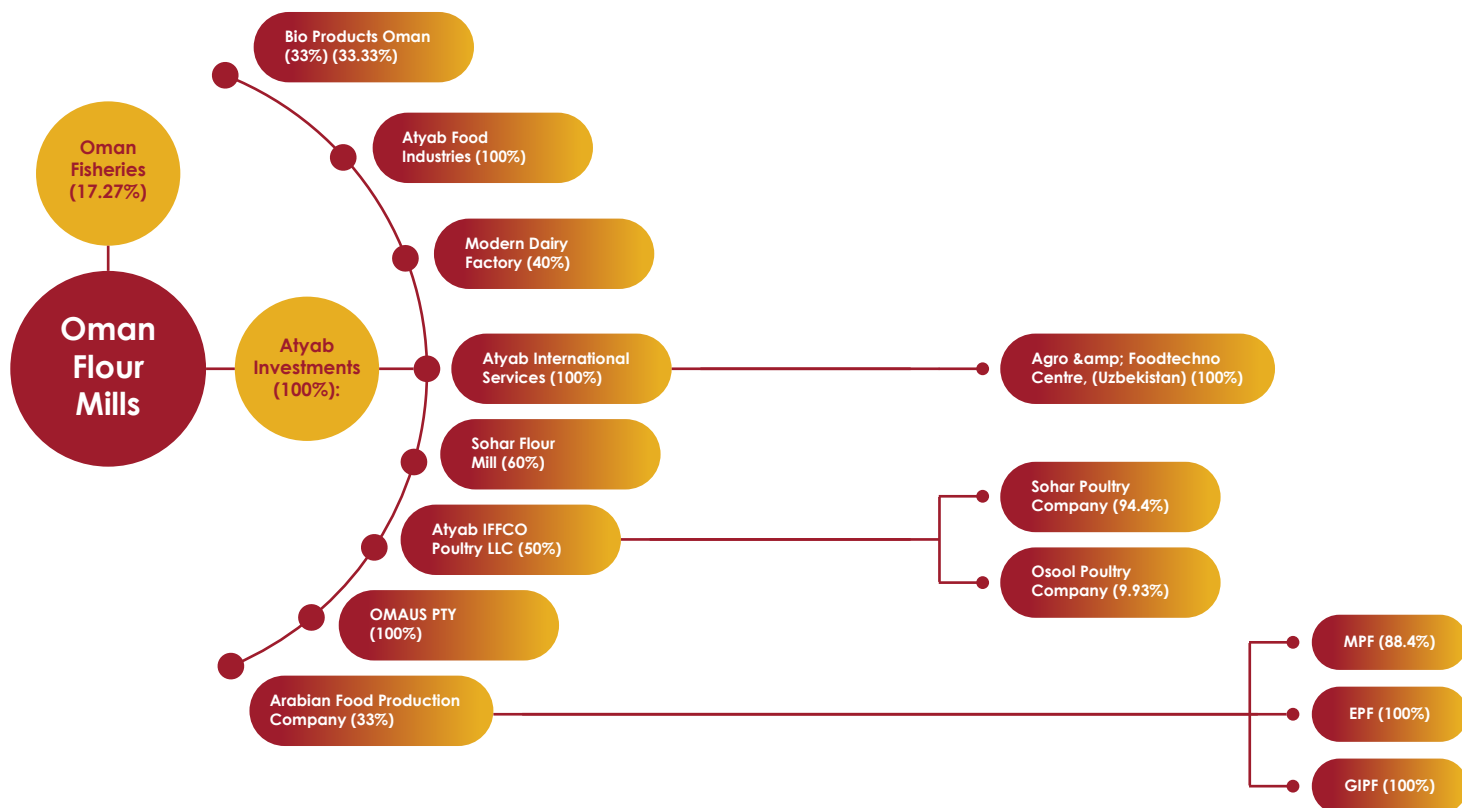 Bio Products Oman
(33%) (33.33%)
Oman
Fisheries
(17.27%)
Atyab Food
Industries (100%)
Modern Dairy
Factory (40%)
Oman
Flour
Mills
Atyab
Investments
(100%):
Atyab International
Services (100%)
Agro &amp; Foodtechno
Centre, (Uzbekistan) (100%)
Sohar Flour
Mill (60%)
Atyab IFFCO
Poultry LLC (50%)
Sohar Poultry
Company (94.4%)
Osool Poultry
Company (9.93%)
OMAUS PTY
(100%)
Arabian Food Production
Company (33%)
MPF (88.4%)
EPF (100%)
GIPF (100%)